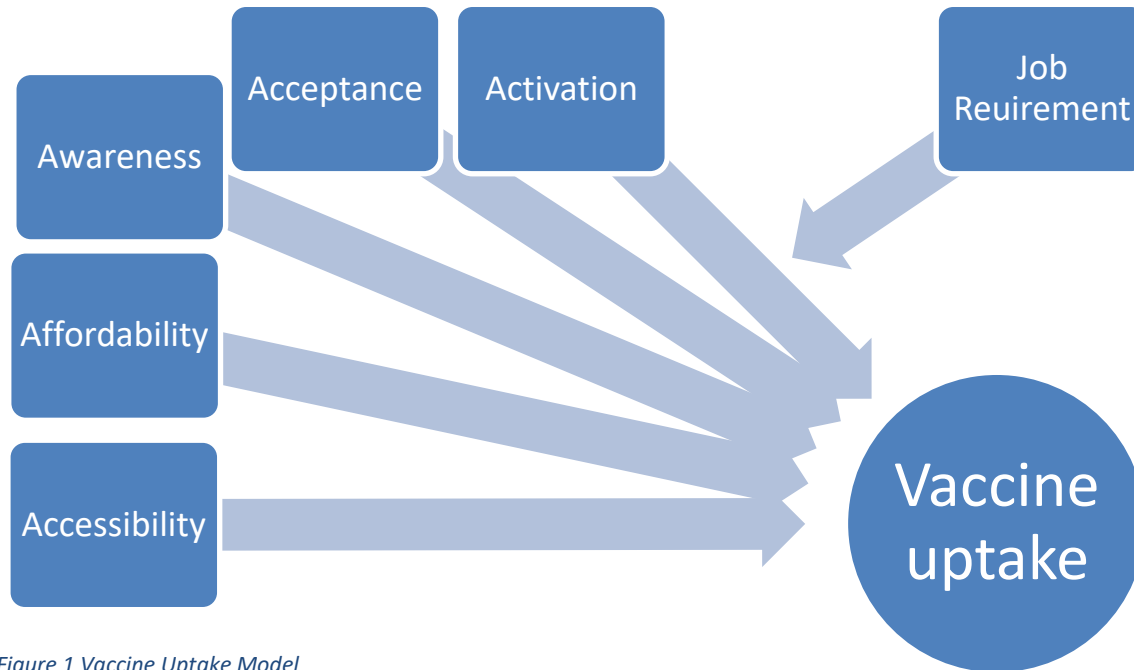 Acceptance
Activation
Job
Reuirement
Awareness
Affordability
Accessibility
Vaccine
uptake
Figure 1 Vaccine Uptake Model